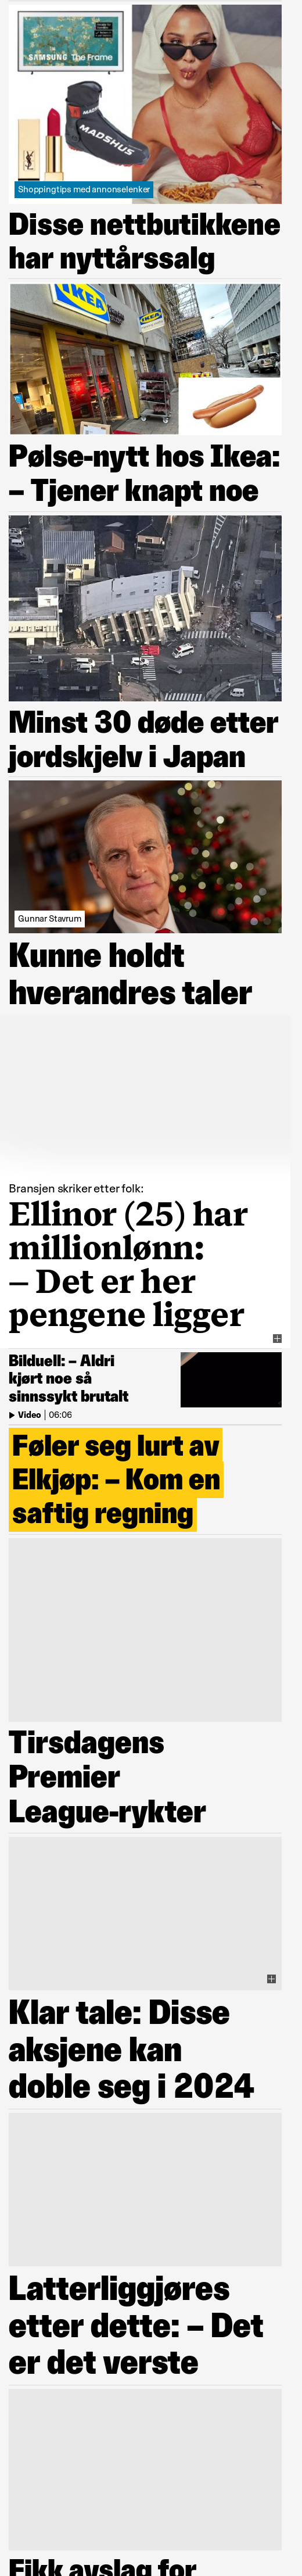 SAMSUNG The Frame
MADSHUS
YSL
Shoppingtips med annonselenker
Disse nettbutikkene
har nyttårssalg
IKEA
IKEA
Pølse-nytt hos Ikea:
– Tjener knapt noe
Minst 30 døde etter
jordskjelv i Japan
Gunnar Stavrum
Kunne holdt
hverandres taler
Bransjen skriker etter folk:
Ellinor (25) har
millionlønn:
– Det er her
pengene ligger
Bilduell: – Aldri
kjørt noe så
sinnssykt brutalt
Video | 06:06
Føler seg lurt av
Elkjøp: – Kom en
saftig regning
Tirsdagens
Premier
League-rykter
Klar tale: Disse
aksjene kan
doble seg i 2024
Latterliggjøres
etter dette: – Det
er det verste
Fikk avslag for